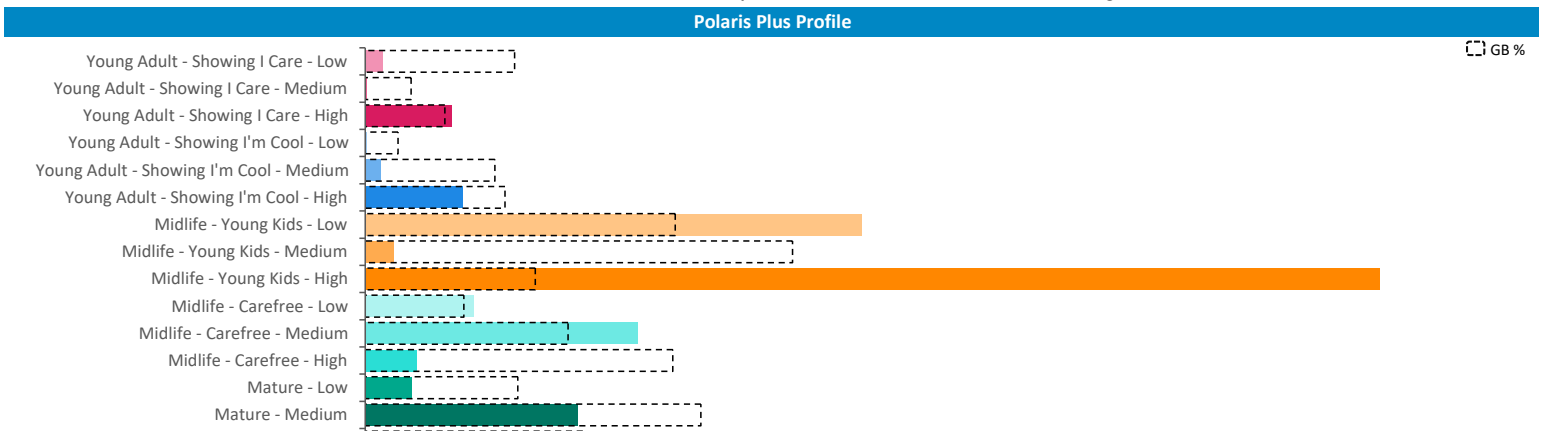 Polaris Plus Profile
GB %
Young Adult - Showing I Care - Low
Young Adult - Showing I Care - Medium
Young Adult - Showing I Care - High
Young Adult - Showing I'm Cool - Low
Young Adult - Showing I'm Cool - Medium
Young Adult - Showing I'm Cool - High
Midlife - Young Kids - Low
Midlife - Young Kids - Medium
Midlife - Young Kids - High
Midlife - Carefree - Low
Midlife - Carefree - Medium
Midlife - Carefree - High
Mature - Low
Mature - Medium